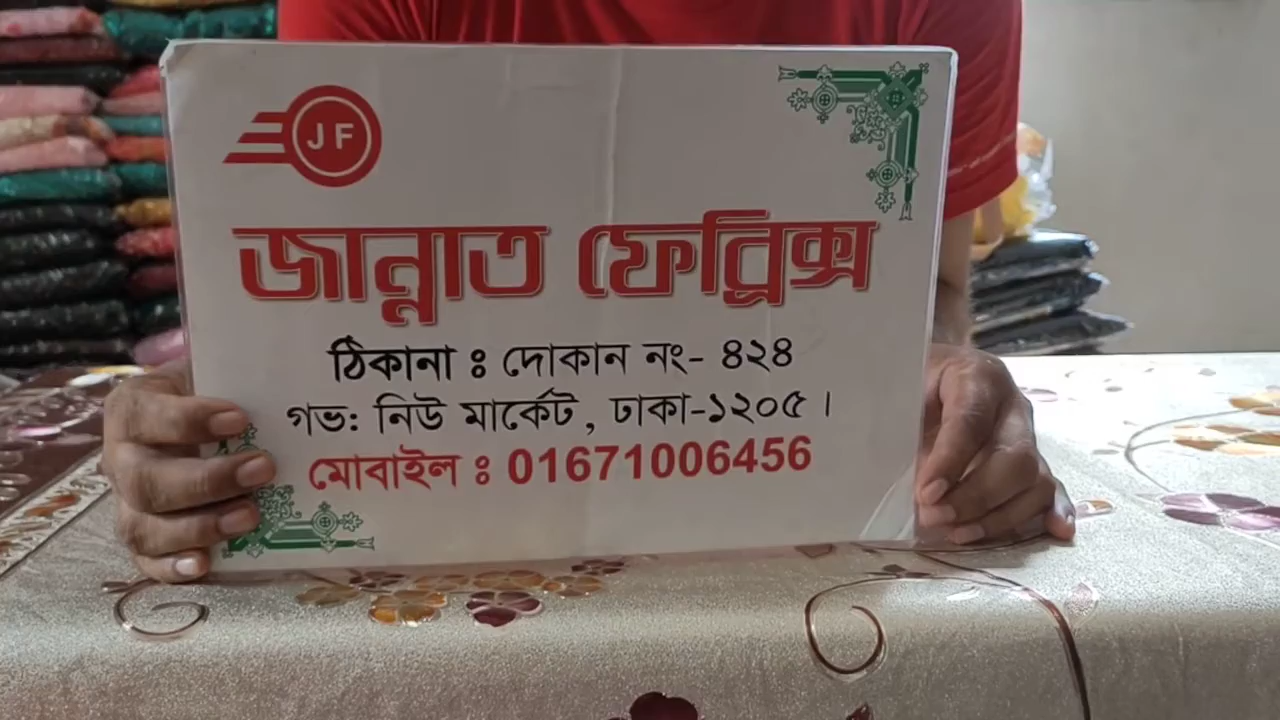 JF
জান্নাত ফেব্রিক্স
ঠিকানা ঃ দোকান নং- ৪২৪
গভ: নিউ মার্কেট, ঢাকা-১২০৫।
মোবাইল ঃ 01671006456